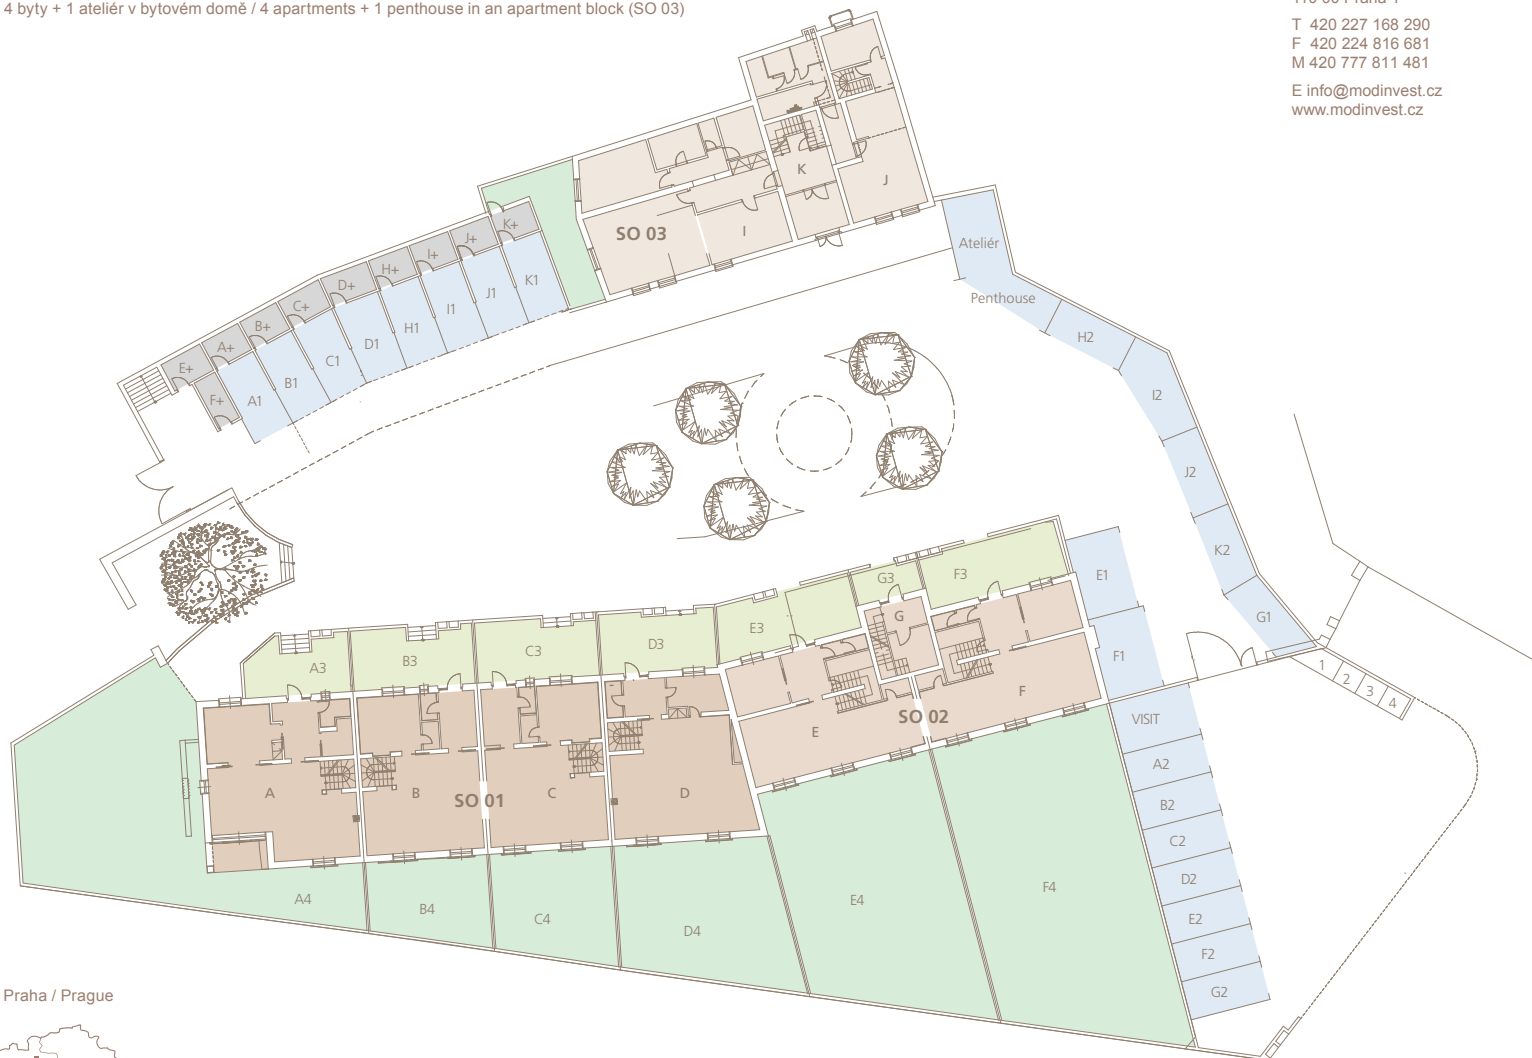 4 byty + 1 ateliér v bytovém domě / 4 apartments + 1 penthouse in an apartment block (SO 03)
T 420 227 168 290
F 420 224 816 681
M 420 777 811 481
E info@modinvest.cz
www.modinvest.cz
K
J
SO 03
I
Ateliér
Penthouse
H2
I2
J2
K2
G1
K+
J+
I+
H+
D+
C+
B+
A+
E+
F+
K1
J1
I1
H1
D1
C1
B1
A1
E1
F1
1
2
3
4
A3
B3
C3
D3
E3
G3
F3
G
F
E
SO 02
A
B
SO 01
C
D
VISIT
A2
B2
C2
D2
E2
F2
G2
A4
B4
C4
D4
E4
F4
Praha / Prague